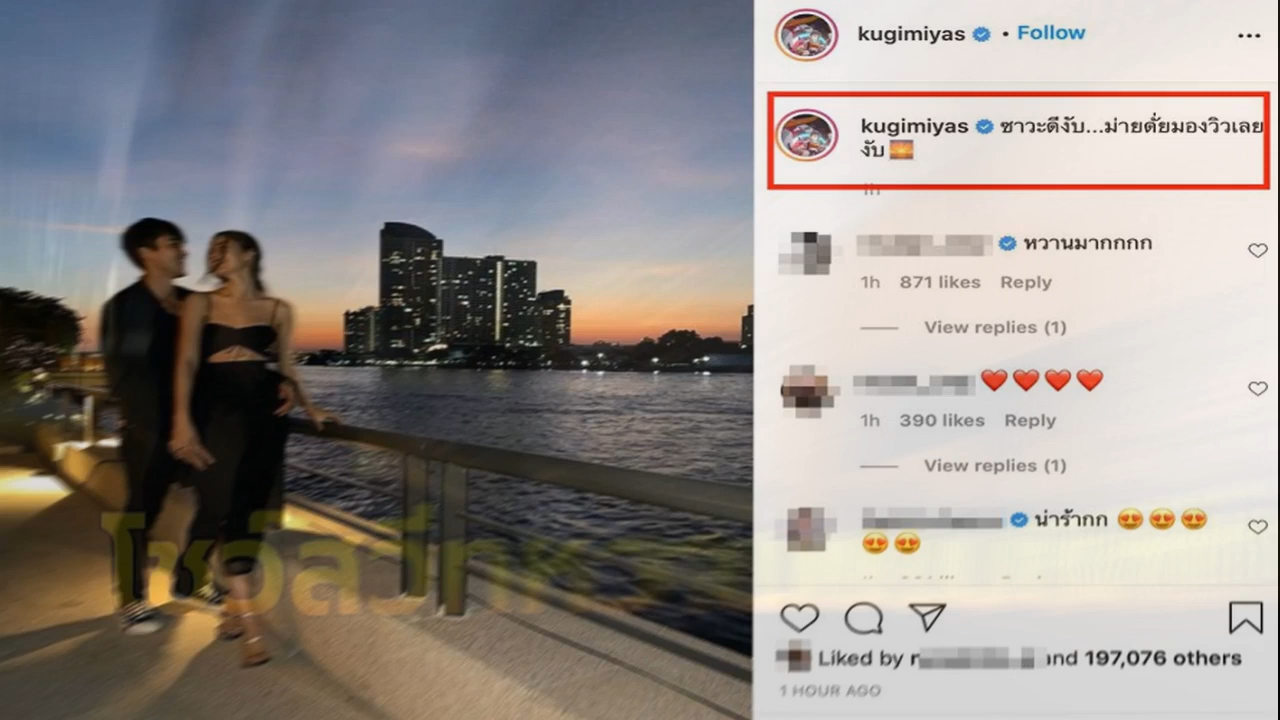 kugimiyas • Follow
kugimiyas ซาวะดีงับ...ม่ายดั่ยมองวิวเลย
งับ 🌅
1h
หวานมากกกก
1h 871 likes Reply
View replies (1)
❤️❤️❤️❤️
1h 390 likes Reply
View replies (1)
น่าร้ากก 😍😍😍
😍😍
Liked by and 197,076 others
1 HOUR AGO